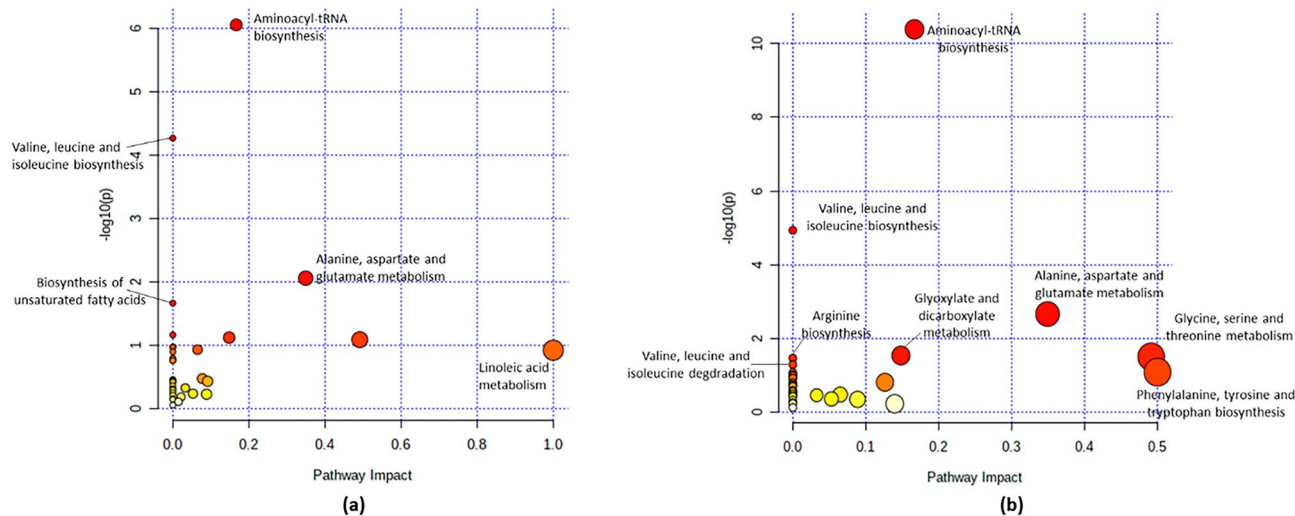 Aminoacyl-tRNA
biosynthesis
Valine, leucine and
isoleucine biosynthesis
Alanine, aspartate and
glutamate metabolism
Biosynthesis of
unsaturated fatty acids
Linoleic acid
metabolism
-log10(p)
6
5
4
3
2
1
0
0.0 0.2 0.4 0.6 0.8 1.0
Pathway Impact
(a)
Aminoacyl-tRNA
biosynthesis
Valine, leucine and
isoleucine biosynthesis
Alanine, aspartate and
glutamate metabolism
Glyoxylate and
dicarboxylate
metabolism
Arginine
biosynthesis
Glycine, serine and
threonine metabolism
Valine, leucine and
isoleucine degdradation
Phenylalanine, tyrosine and
tryptophan biosynthesis
-log10(p)
10
8
6
4
2
0
0.0 0.1 0.2 0.3 0.4 0.5
Pathway Impact
(b)